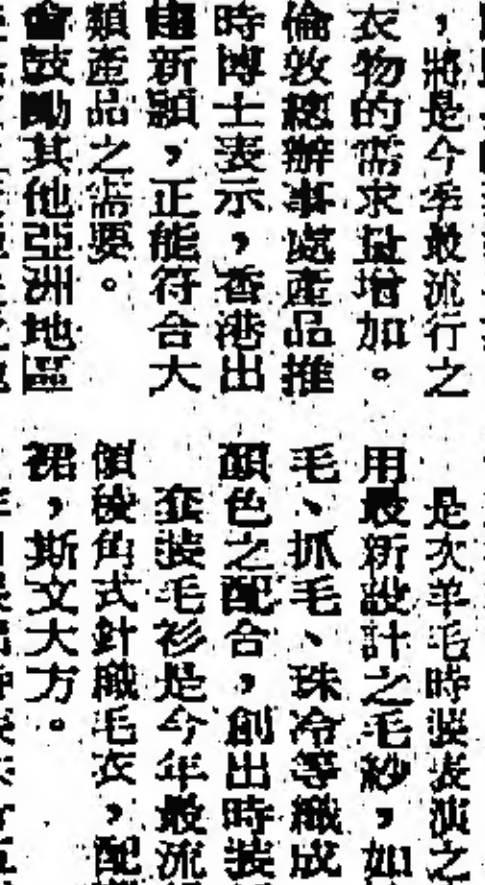 ，將是今季最流行之
衣物的需求量增加。
倫敦總辦事處產品推
時博士表示，香港出
新穎，正能符合大
類產品之需要。
會鼓勵其他亞洲地區
是次羊毛時裝表演之
用最新設計之毛紗，如
毛、抓毛、珠冷等織成
顏色之配合，創出時裝
套裝毛衫是今年最流
領稜角式針織毛衣，配
裙，斯文大方。